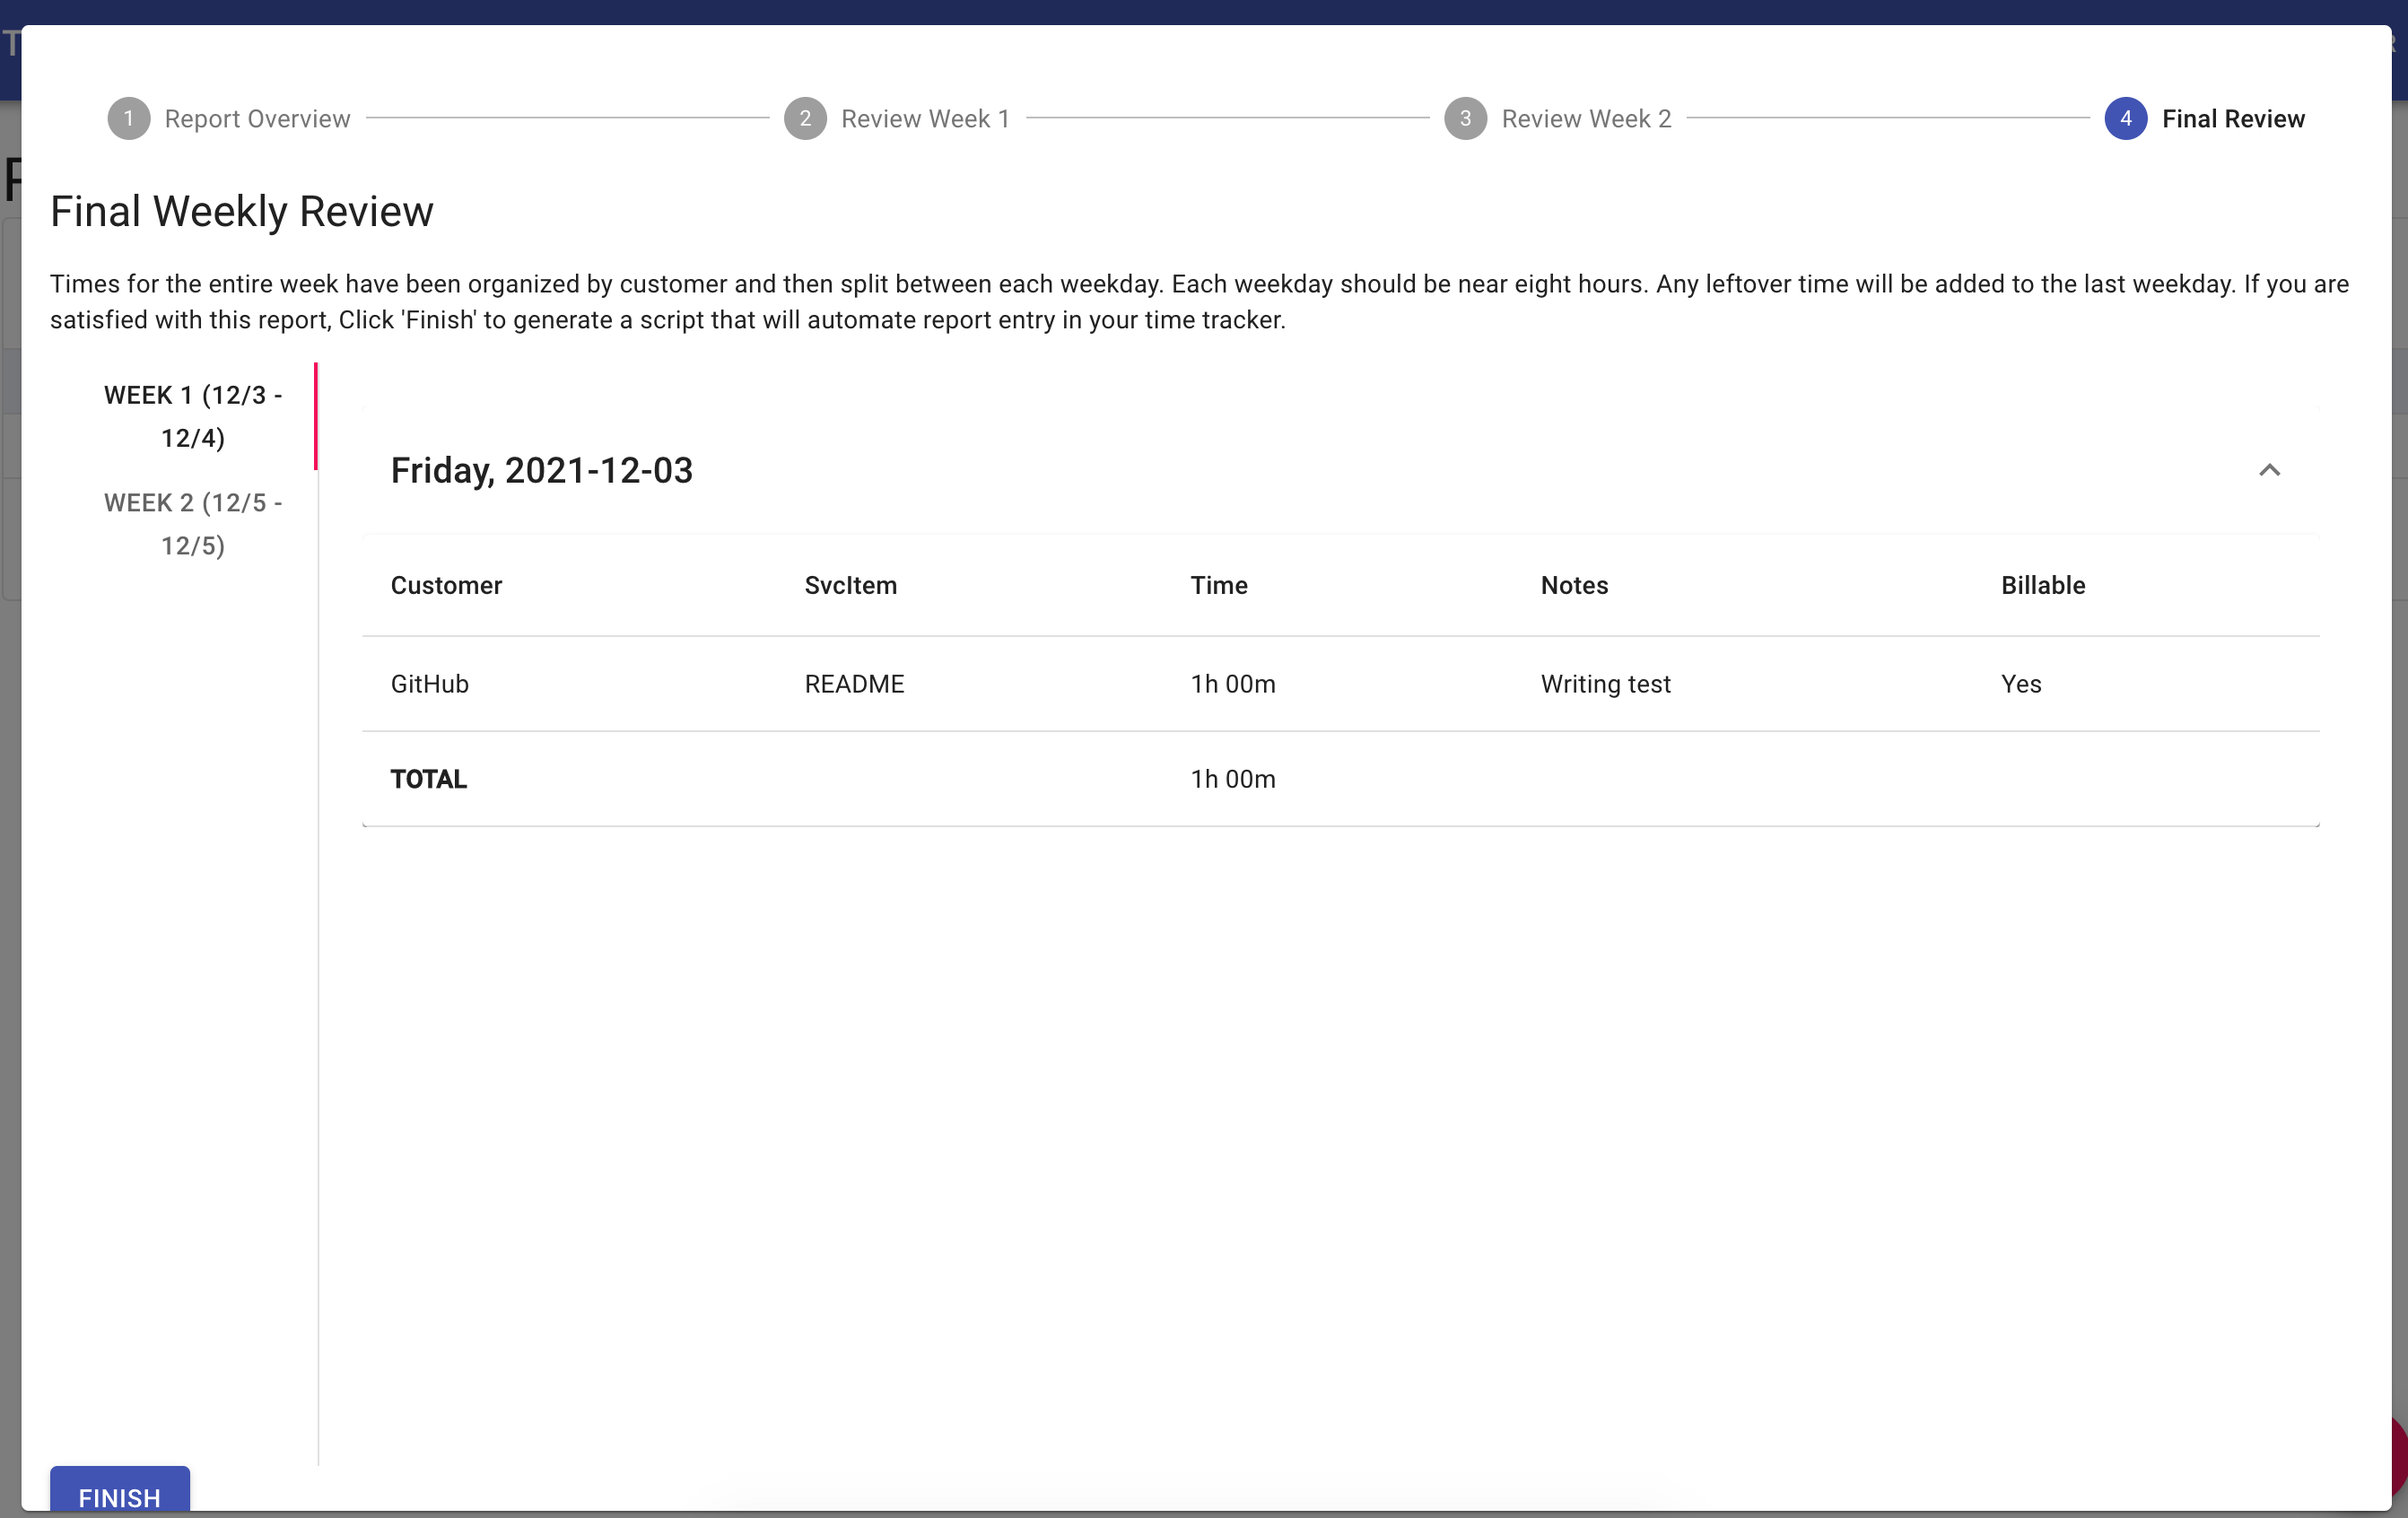 1 Report Overview 2 Review Week 1 3 Review Week 2 4 Final Review
Final Weekly Review
Times for the entire week have been organized by customer and then split between each weekday. Each weekday should be near eight hours. Any leftover time will be added to the last weekday. If you are
satisfied with this report, Click 'Finish' to generate a script that will automate report entry in your time tracker.
WEEK 1 (12/3 -
12/4)
WEEK 2 (12/5 -
12/5)
Friday, 2021-12-03
Customer SvcItem Time Notes Billable
GitHub README 1h 00m Writing test Yes
TOTAL 1h 00m
FINISH